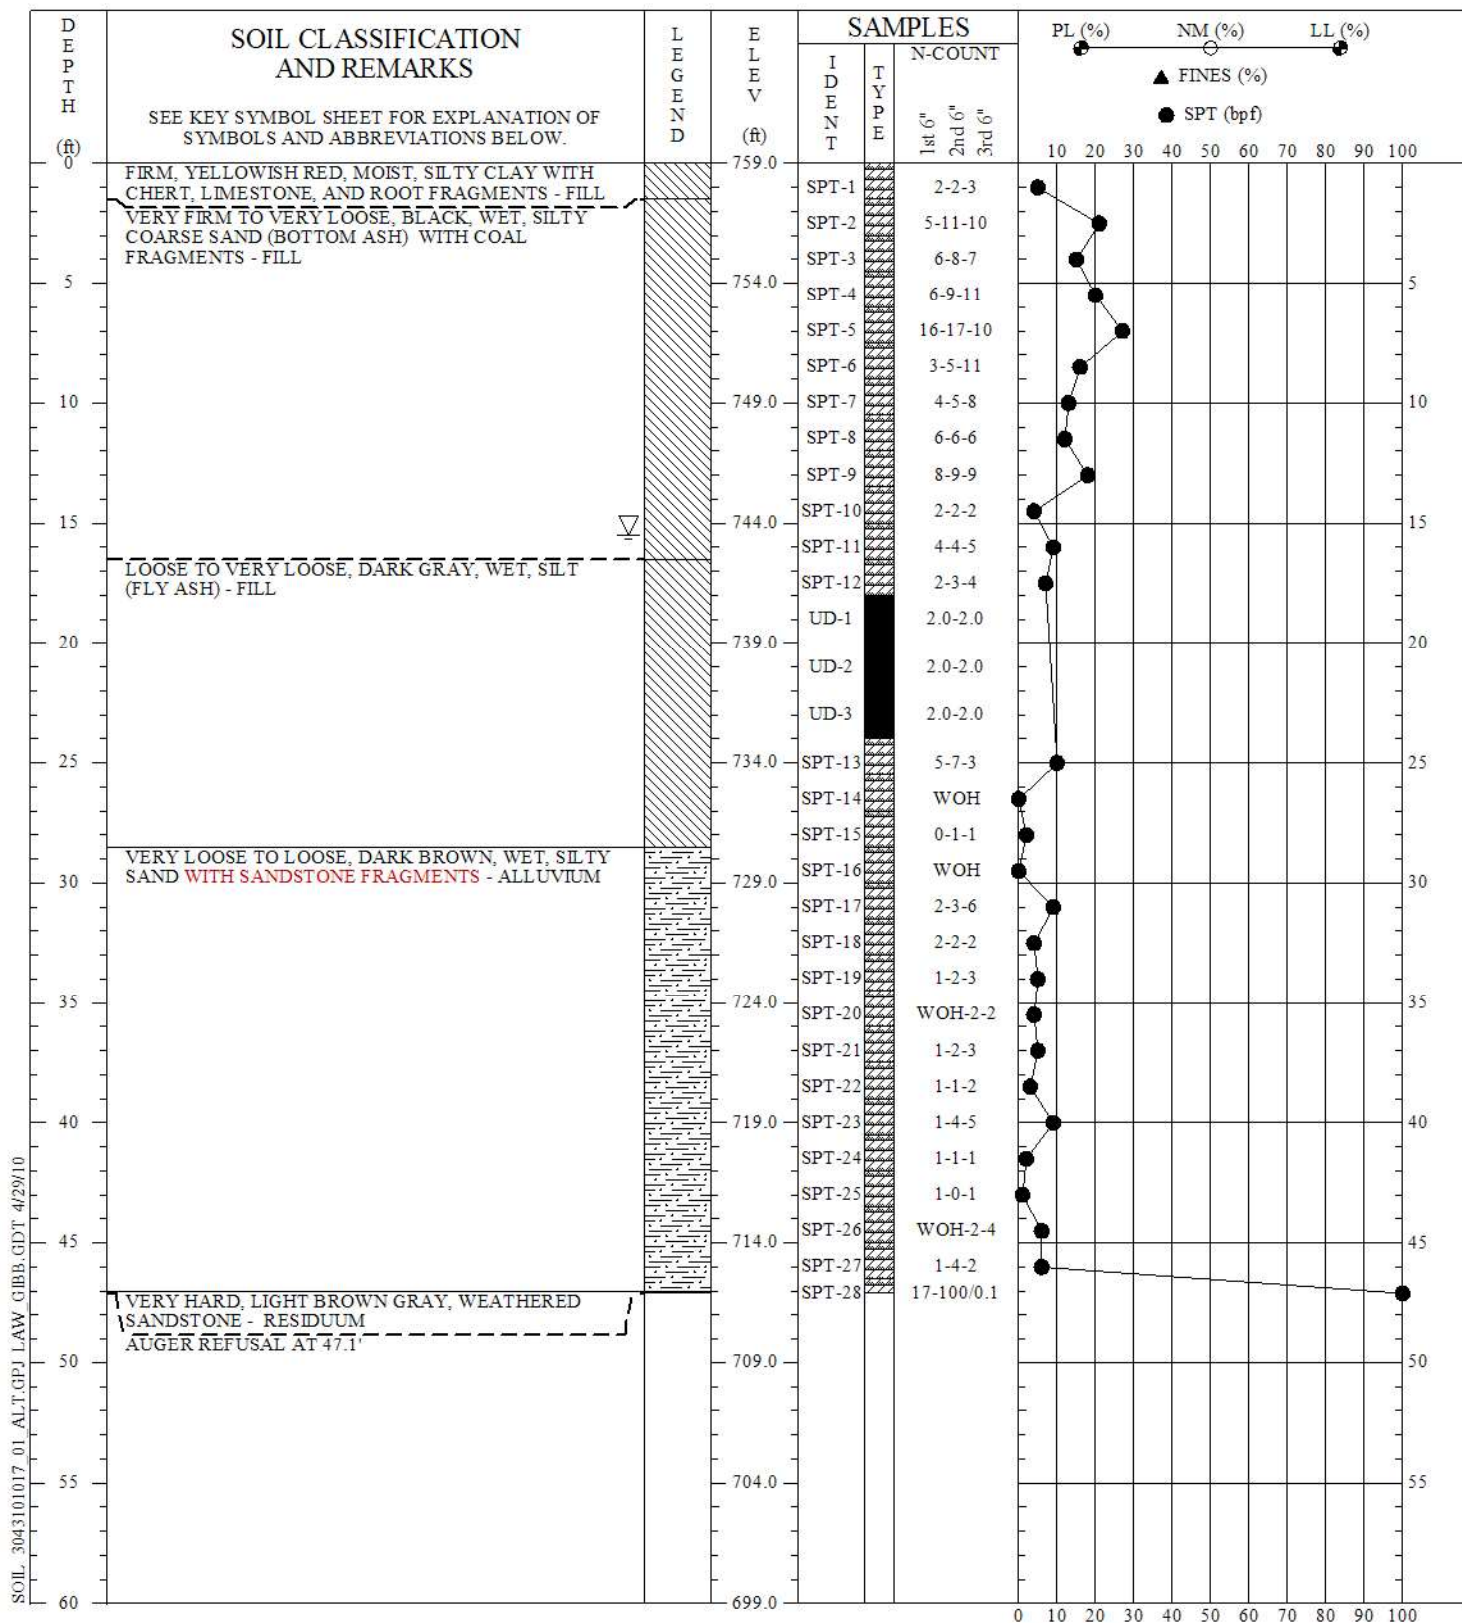 DEPTH
(ft)
SOIL CLASSIFICATION
AND REMARKS
SEE KEY SYMBOL SHEET FOR EXPLANATION OF
SYMBOLS AND ABBREVIATIONS BELOW.
LEGEND
ELEV
(ft)
SAMPLES
IDENT
TYPE
N-COUNT
1st 6"
2nd 6"
3rd 6"
PL (%) NM (%) LL (%)
▲ FINES (%)
● SPT (bpf)
10 20 30 40 50 60 70 80 90 100
0
FIRM, YELLOWISH RED, MOIST, SILTY CLAY WITH
CHERT, LIMESTONE, AND ROOT FRAGMENTS - FILL
VERY FIRM TO VERY LOOSE, BLACK, WET, SILTY
COARSE SAND (BOTTOM ASH) WITH COAL
FRAGMENTS - FILL
759.0
SPT-1 2-2-3
SPT-2 5-11-10
SPT-3 6-8-7
5 754.0 5
SPT-4 6-9-11
SPT-5 16-17-10
SPT-6 3-5-11
10 749.0 SPT-7 4-5-8 10
SPT-8 6-6-6
SPT-9 8-9-9
SPT-10 2-2-2
15 744.0 15
SPT-11 4-4-5
LOOSE TO VERY LOOSE, DARK GRAY, WET, SILT
(FLY ASH) - FILL
SPT-12 2-3-4
UD-1 2.0-2.0
20 739.0 20
UD-2 2.0-2.0
UD-3 2.0-2.0
25 734.0 SPT-13 5-7-3 25
SPT-14 WOH
SPT-15 0-1-1
VERY LOOSE TO LOOSE, DARK BROWN, WET, SILTY
SAND WITH SANDSTONE FRAGMENTS - ALLUVIUM
SPT-16 WOH
30 729.0 30
SPT-17 2-3-6
SPT-18 2-2-2
SPT-19 1-2-3
35 724.0 35
SPT-20 WOH-2-2
SPT-21 1-2-3
SPT-22 1-1-2
40 719.0 SPT-23 1-4-5 40
SPT-24 1-1-1
SPT-25 1-0-1
SPT-26 WOH-2-4
45 714.0 45
SPT-27 1-4-2
SPT-28 17-100/0.1
VERY HARD, LIGHT BROWN GRAY, WEATHERED
SANDSTONE - RESIDUUM
AUGER REFUSAL AT 47.1'
50 709.0 50
55 704.0 55
60 699.0
0 10 20 30 40 50 60 70 80 90 100
SOIL 3043101017_01_ALT.GPJ LAW_GIBB.GDT 4/29/10